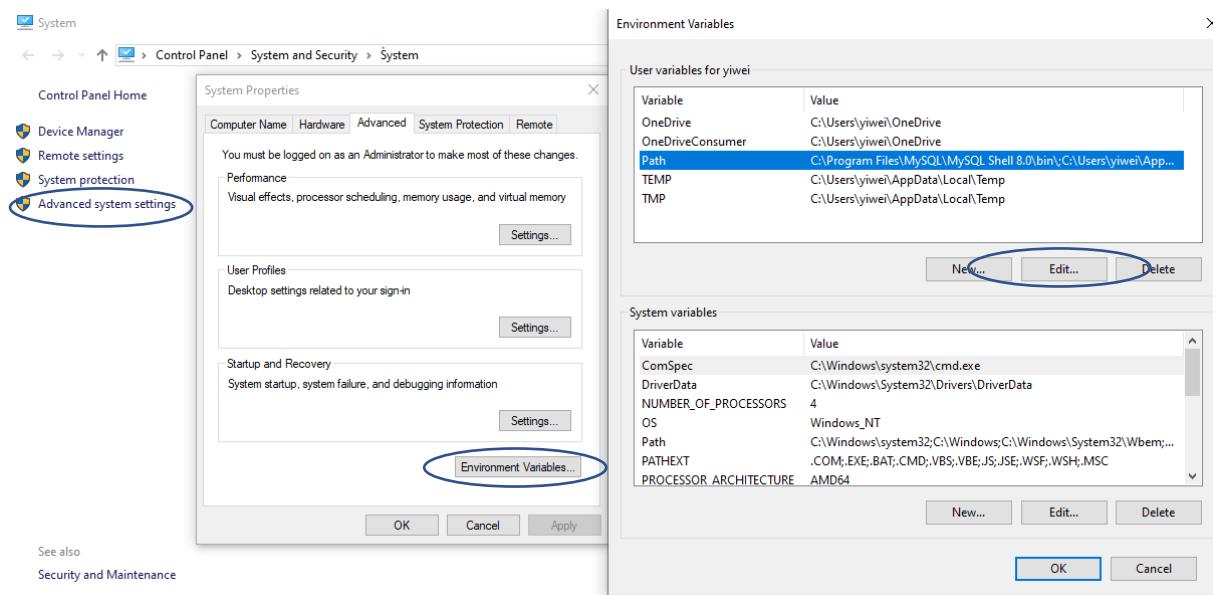 System
Control Panel > System and Security > System
Control Panel Home
Device Manager
Remote settings
System protection
Advanced system settings
See also
Security and Maintenance
System Properties
Computer Name Hardware Advanced System Protection Remote
You must be logged on as an Administrator to make most of these changes.
Performance
Visual effects, processor scheduling, memory usage, and virtual memory
Settings...
User Profiles
Desktop settings related to your sign-in
Settings...
Startup and Recovery
System startup, system failure, and debugging information
Settings...
Environment Variables...
OK Cancel Apply
Environment Variables
User variables for yiwei
Variable Value
OneDrive C:\Users\yiwei\OneDrive
OneDriveConsumer C:\Users\yiwei\OneDrive
Path C:\Program Files\MySQL\MySQL Shell 8.0\bin\;C:\Users\yiwei\App...
TEMP C:\Users\yiwei\AppData\Local\Temp
TMP C:\Users\yiwei\AppData\Local\Temp
New... Edit... Delete
System variables
Variable Value
ComSpec C:\Windows\system32\cmd.exe
DriverData C:\Windows\System32\Drivers\DriverData
NUMBER_OF_PROCESSORS 4
OS Windows_NT
Path C:\Windows\system32;C:\Windows;C:\Windows\System32\Wbem;...
PATHEXT .COM;.EXE;.BAT;.CMD;.VBS;.VBE;.JS;.JSE;.WSF;.WSH;.MSC
PROCESSOR_ARCHITECTURE AMD64
New... Edit... Delete
OK Cancel